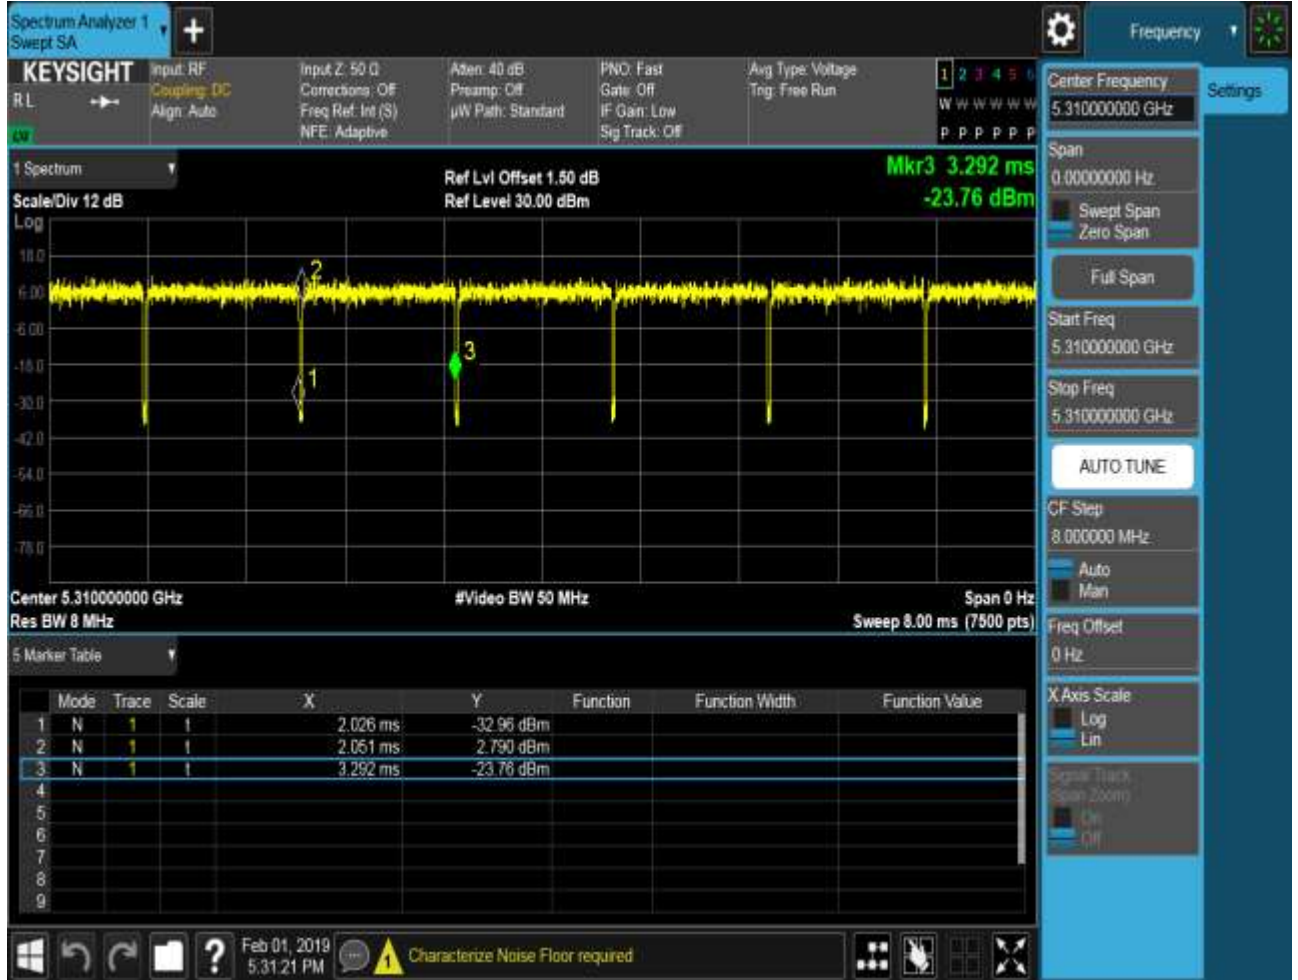 Spectrum Analyzer 1
Swept SA
Frequency
KEYSIGHT
RL
Input: RF
Coupling: DC
Align: Auto
Input Z: 50 Ω
Corrections: Off
Freq Ref: Int (S)
NFE: Adaptive
Atten: 40 dB
Preamp: Off
µW Path: Standard
PNO: Fast
Gate: Off
IF Gain: Low
Sig Track: Off
Avg Type: Voltage
Trig: Free Run
1 2 3 4 5 6
W W W W W W
P P P P P P
1 Spectrum
Scale/Div 12 dB
Ref Lvl Offset 1.50 dB
Ref Level 30.00 dBm
Mkr3 3.292 ms
-23.76 dBm
Log
18.0
6.00
-6.00
-18.0
-30.0
-42.0
-54.0
-66.0
-78.0
2
1
3
Center 5.310000000 GHz
#Video BW 50 MHz
Span 0 Hz
Res BW 8 MHz
Sweep 8.00 ms (7500 pts)
5 Marker Table
Mode Trace Scale X Y Function Function Width Function Value
1 N 1 t 2.026 ms -32.96 dBm
2 N 1 t 2.051 ms 2.790 dBm
3 N 1 t 3.292 ms -23.76 dBm
4
5
6
7
8
9
Center Frequency
5.310000000 GHz
Settings
Span
0.00000000 Hz
Swept Span
Zero Span
Full Span
Start Freq
5.310000000 GHz
Stop Freq
5.310000000 GHz
AUTO TUNE
CF Step
8.000000 MHz
Auto
Man
Freq Offset
0 Hz
X Axis Scale
Log
Lin
Signal Track
(Span Zoom)
On
Off
?
Feb 01, 2019
5:31:21 PM
1
Characterize Noise Floor required